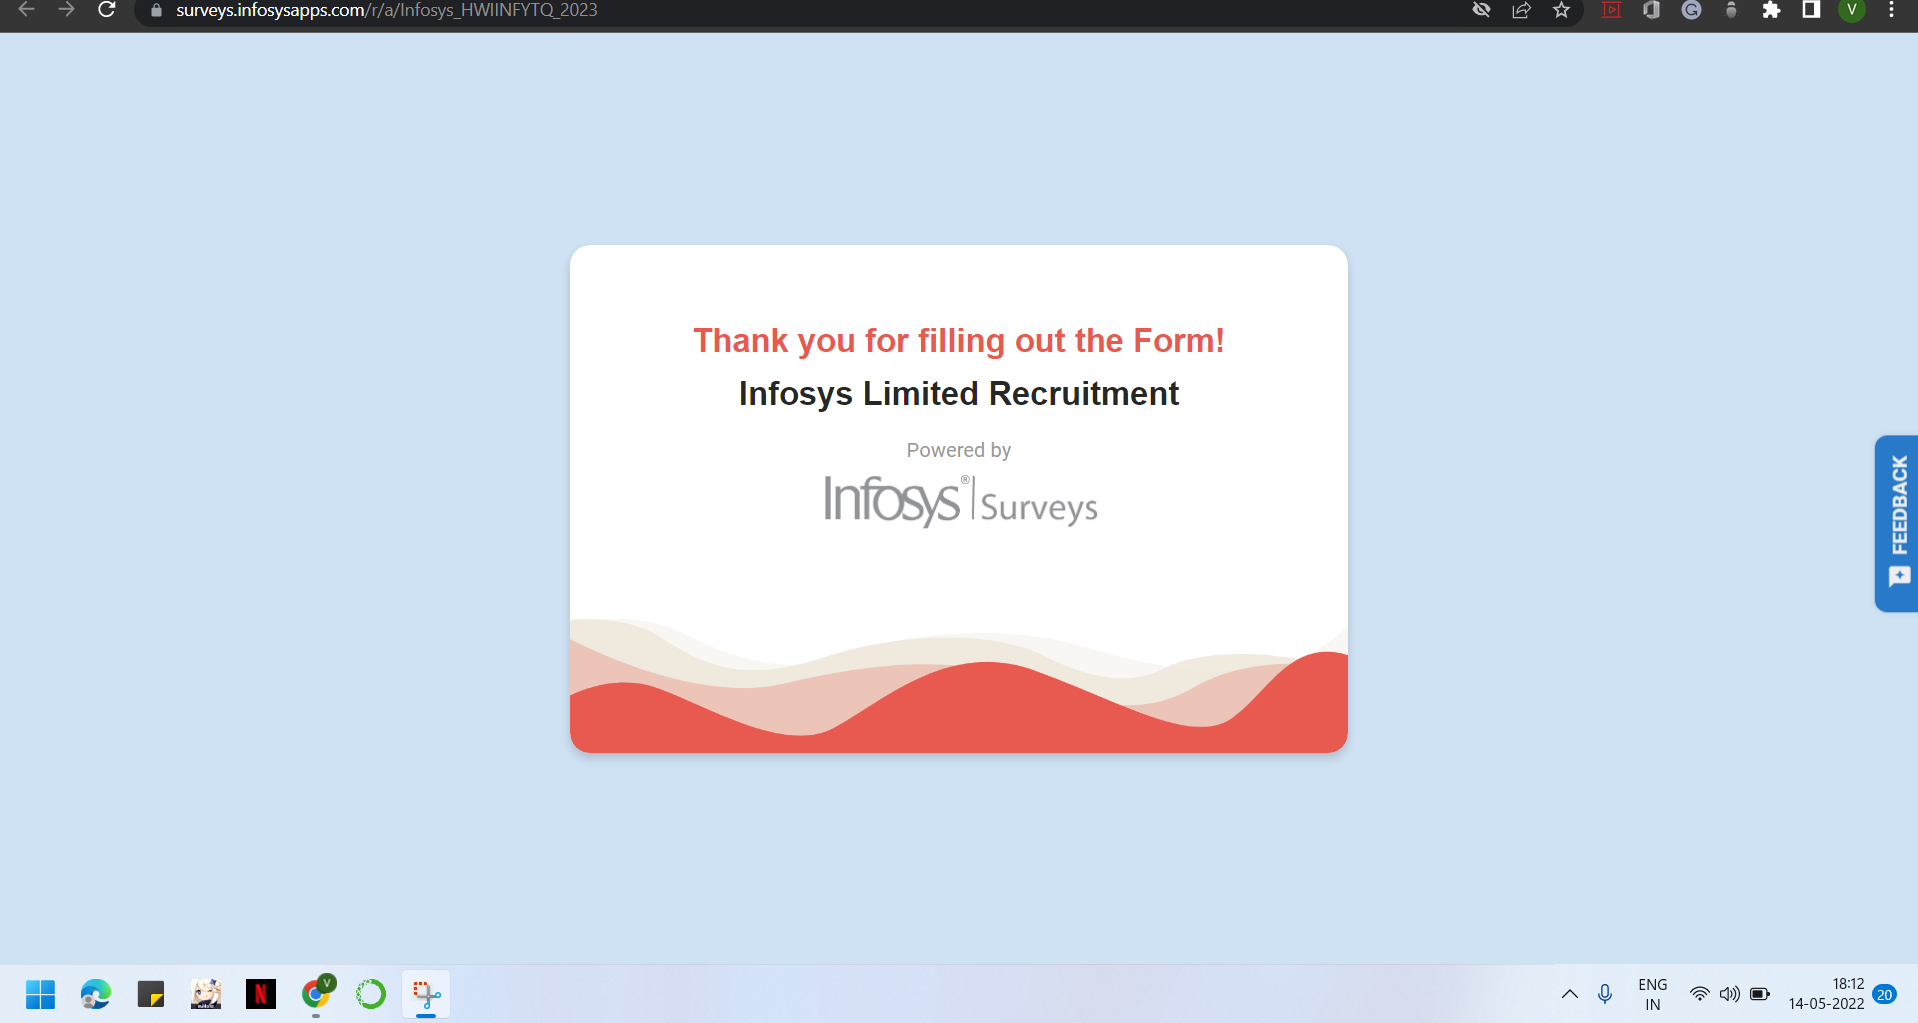 surveys.infosysapps.com/r/a/Infosys_HWIINFYTQ_2023
V
Thank you for filling out the Form!
Infosys Limited Recruitment
Powered by
Infosys® | Surveys
FEEDBACK
N
V
ENG
IN
18:12
14-05-2022
20